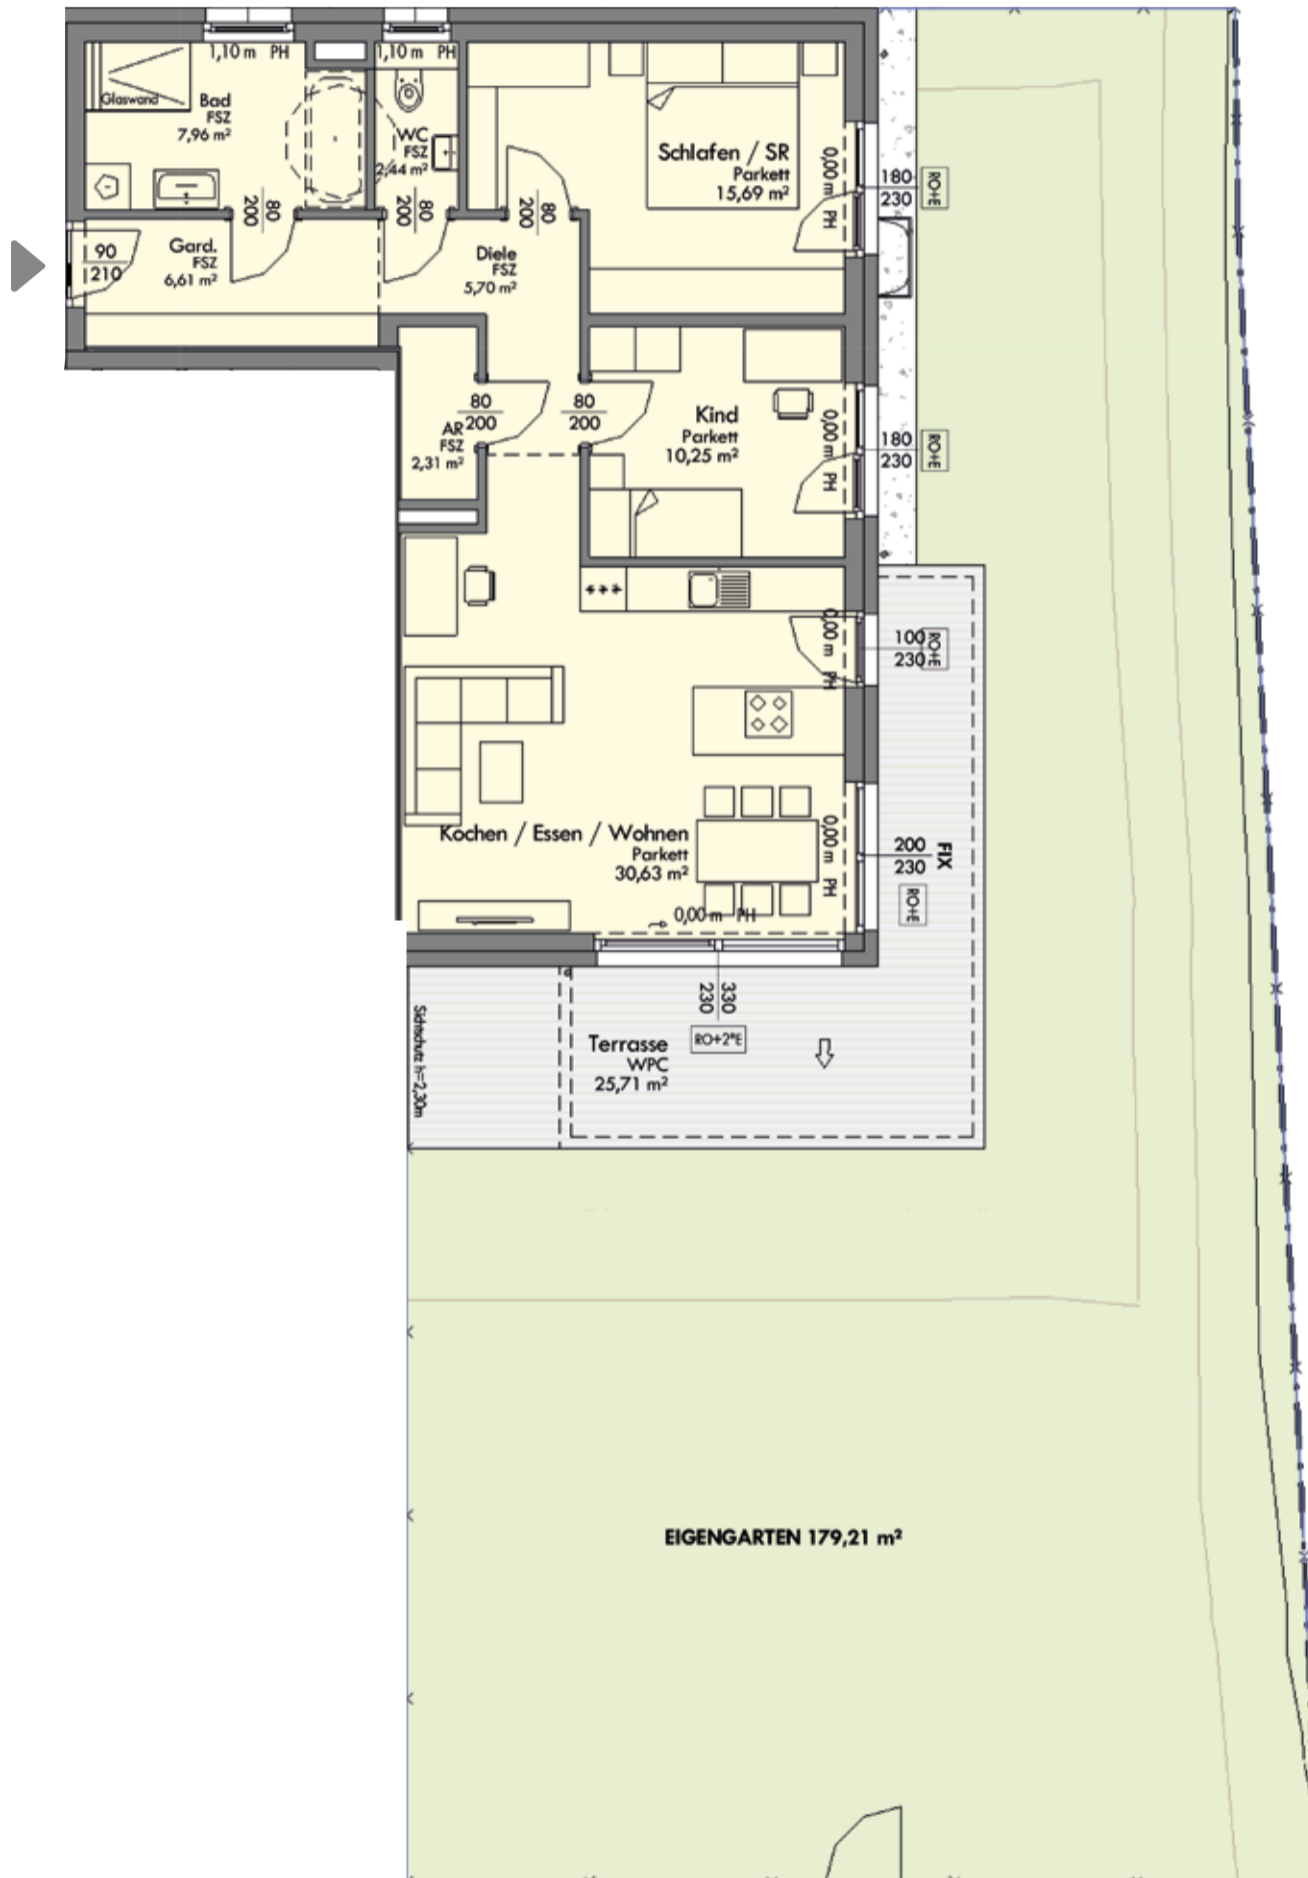 1,10 m PH
1,10 m PH
Glaswand
Bad
FSZ
7,96 m²
WC
FSZ
2,44 m²
Schlafen / SR
Parkett
15,69 m²
0,00 m PH
180
230
RO+E
80
200
80
200
80
200
90
210
Gard.
FSZ
6,61 m²
Diele
FSZ
5,70 m²
80
200
80
200
AR
FSZ
2,31 m²
Kind
Parkett
10,25 m²
0,00 m PH
180
230
RO+E
0,00 m PH
100
230
RO+E
Kochen / Essen / Wohnen
Parkett
30,63 m²
0,00 m PH
200
230
FIX
RO+E
0,00 m PH
330
230
RO+2*E
Terrasse
WPC
25,71 m²
Sichtschutz h=2,30m
EIGENGARTEN 179,21 m²